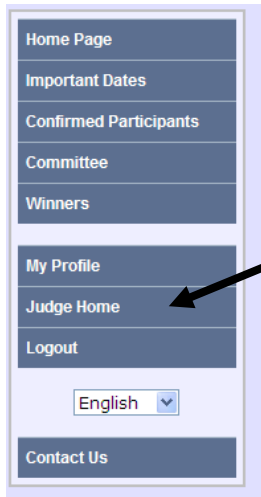 Home Page
Important Dates
Confirmed Participants
Committee
Winners
My Profile
Judge Home
Logout
English
Contact Us